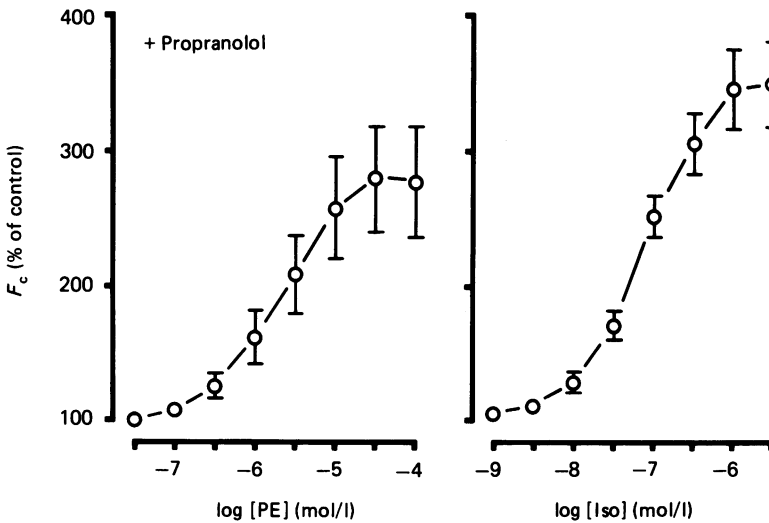 400
300
200
100
F_c (% of control)
+ Propranolol
−7 −6 −5 −4
log [PE] (mol/l)
−9 −8 −7 −6
log [Iso] (mol/l)